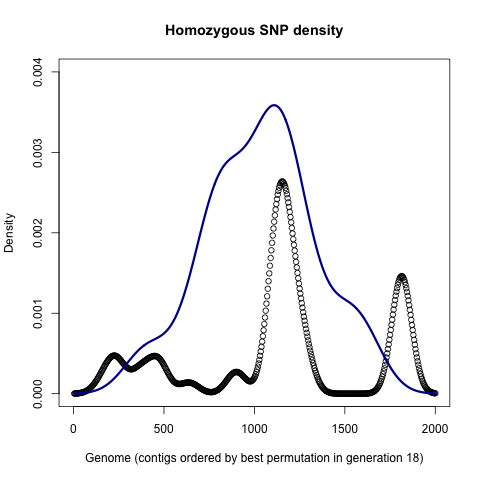 Homozygous SNP density
Density
0.004
0.003
0.002
0.001
0.000
0 500 1000 1500 2000
Genome (contigs ordered by best permutation in generation 18)